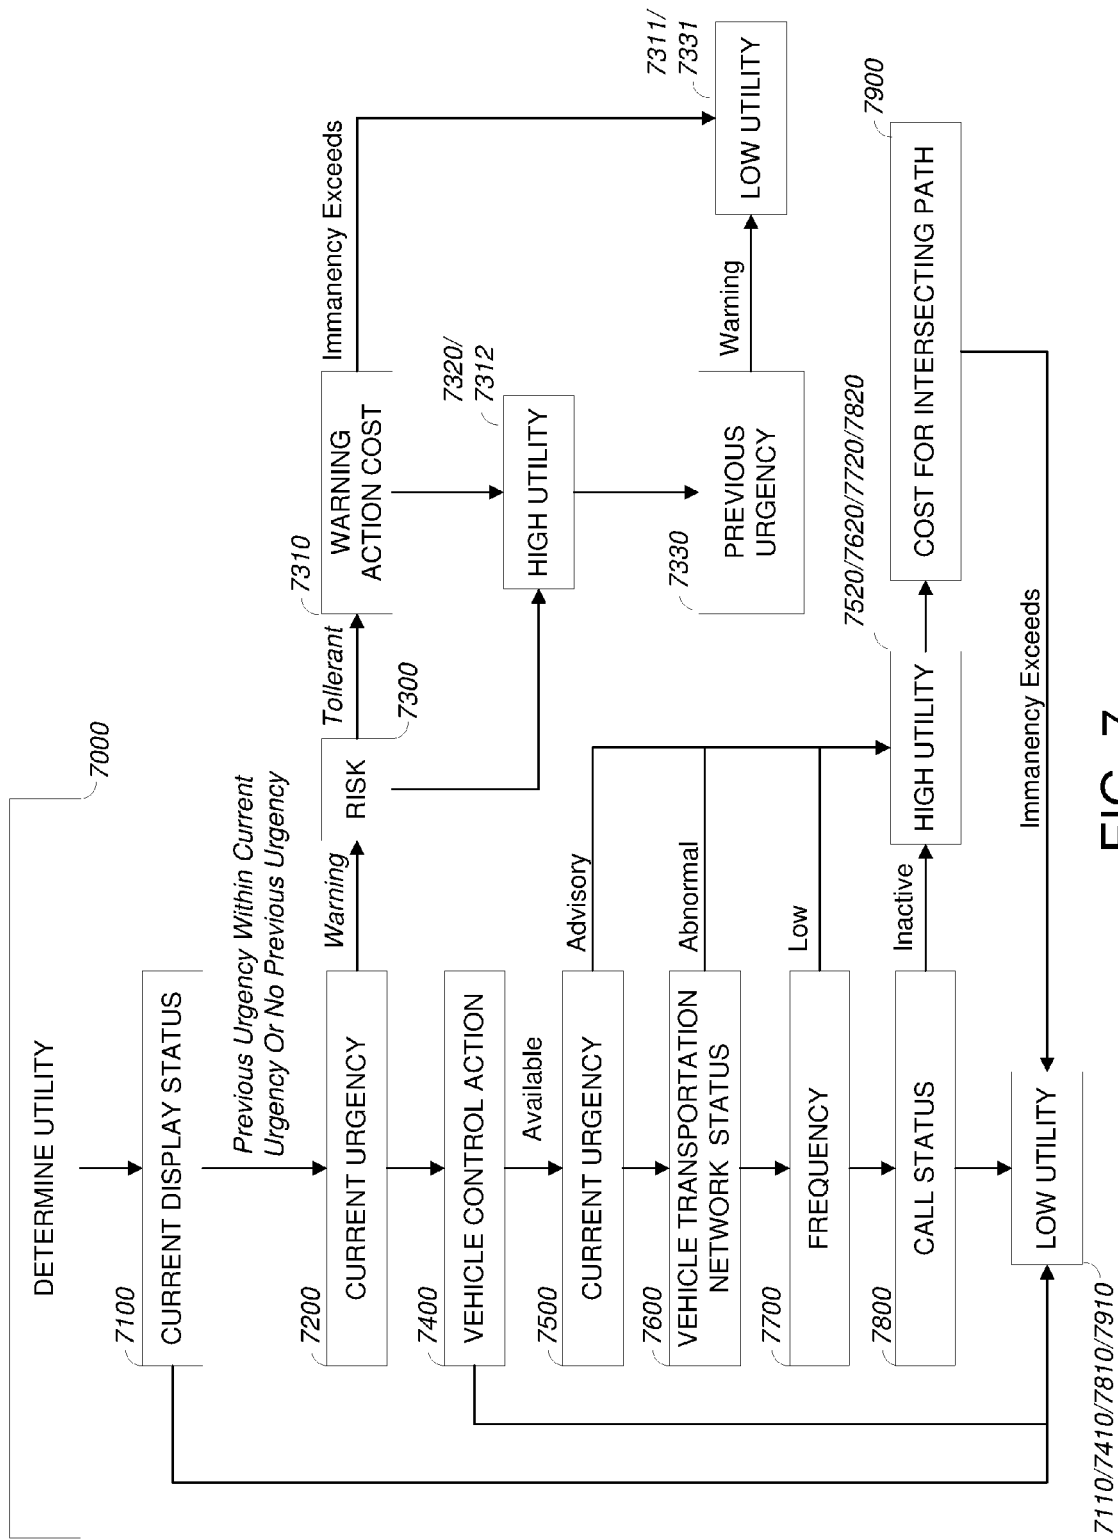 DETERMINE UTILITY
7000
7100
CURRENT DISPLAY STATUS
Previous Urgency Within Current
Urgency Or No Previous Urgency
7200
CURRENT URGENCY
Warning
RISK
7300
Tollerant
7310
WARNING
ACTION COST
Immanency Exceeds
7400
VEHICLE CONTROL ACTION
Available
7320/
7312
HIGH UTILITY
7500
CURRENT URGENCY
Advisory
7600
VEHICLE TRANSPORTATION
NETWORK STATUS
Abnormal
7330
PREVIOUS
URGENCY
Warning
7311/
7331
LOW UTILITY
7700
FREQUENCY
Low
7800
CALL STATUS
Inactive
7520/7620/7720/7820
HIGH UTILITY
7900
COST FOR INTERSECTING PATH
Immanency Exceeds
LOW UTILITY
7110/7410/7810/7910